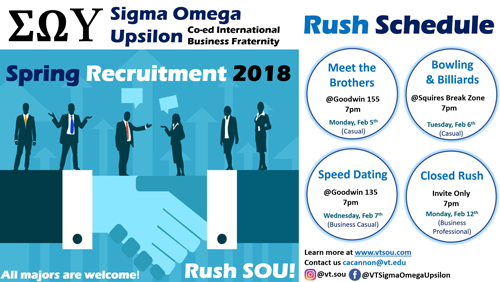 ΣΩΥ
Sigma Omega
Upsilon
Co-ed International
Business Fraternity
Spring Recruitment 2018
All majors are welcome!
Rush SOU!
Rush Schedule
Meet the
Brothers
@Goodwin 155
7pm
Monday, Feb 5th
(Casual)
Bowling
& Billiards
@Squires Break Zone
7pm
Tuesday, Feb 6th
(Casual)
Speed Dating
@Goodwin 135
7pm
Wednesday, Feb 7th
(Business Casual)
Closed Rush
Invite Only
7pm
Monday, Feb 12th
(Business
Professional)
Learn more at www.vtsou.com
Contact us cacannon@vt.edu
@vt.sou
@VTSigmaOmegaUpsilon